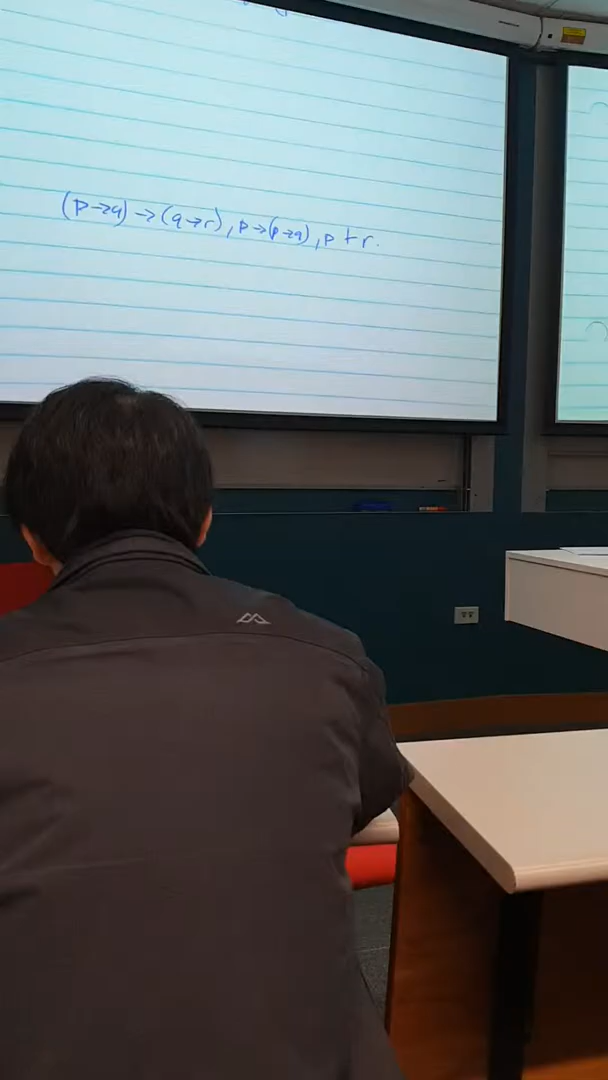 (p→q)→(q→r), p→(p→q), p ⊢ r.